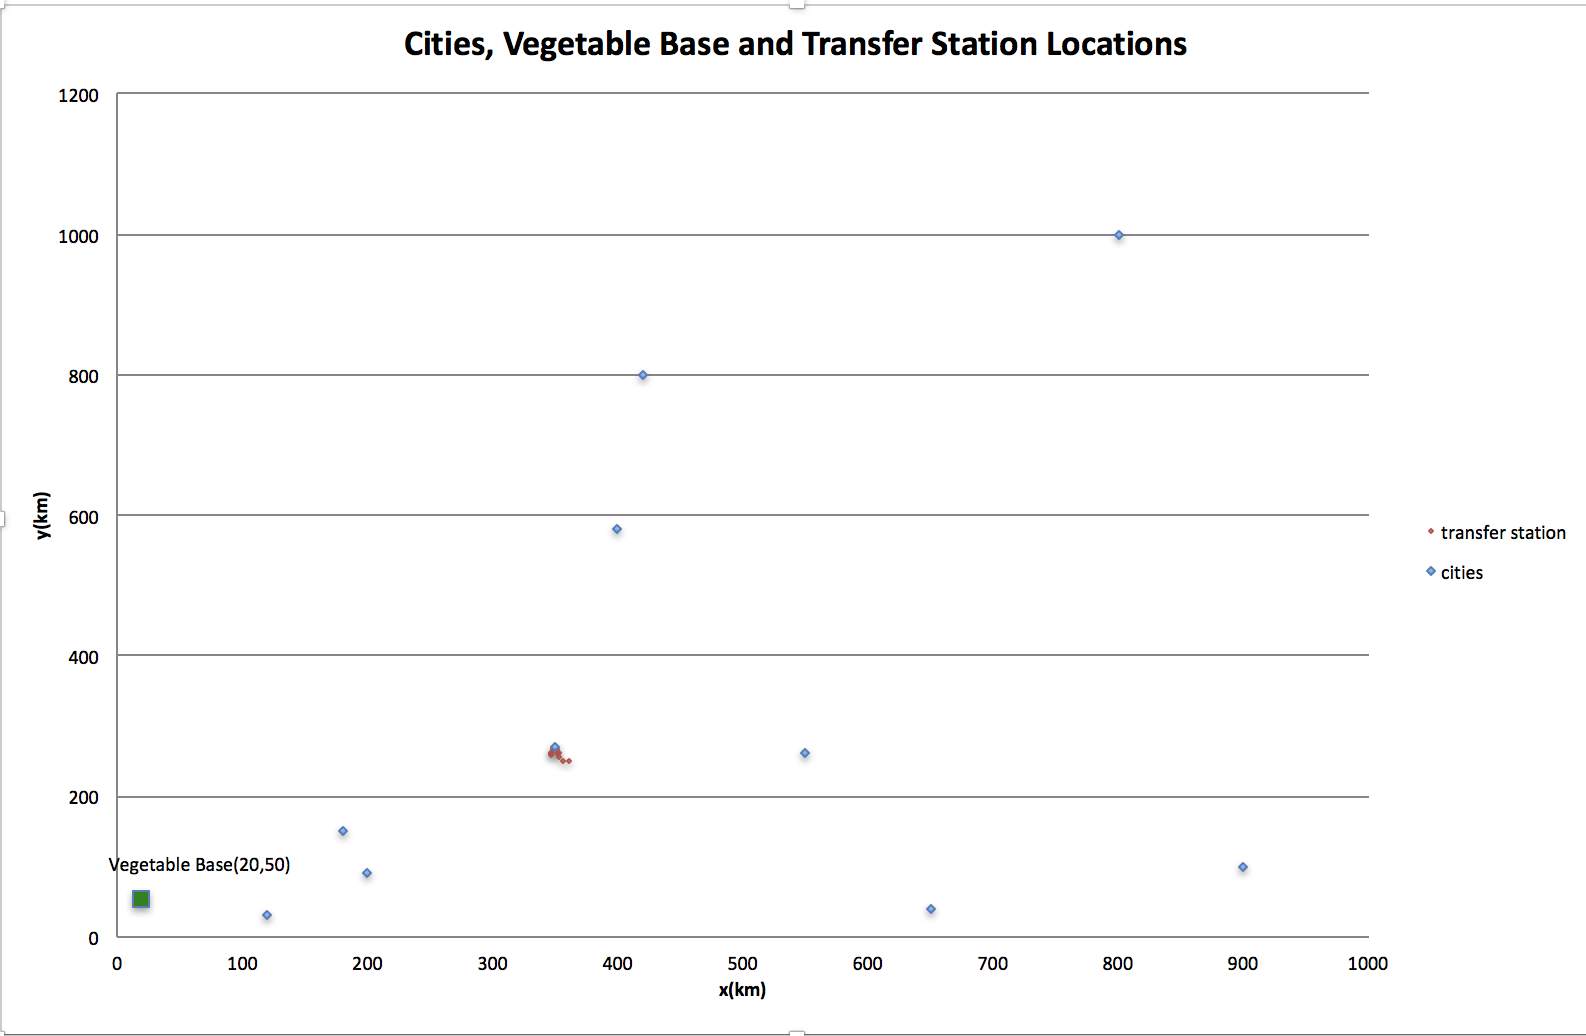 Cities, Vegetable Base and Transfer Station Locations
1200
1000
800
600
400
200
0
y(km)
Vegetable Base(20,50)
0 100 200 300 400 500 600 700 800 900 1000
x(km)
transfer station
cities